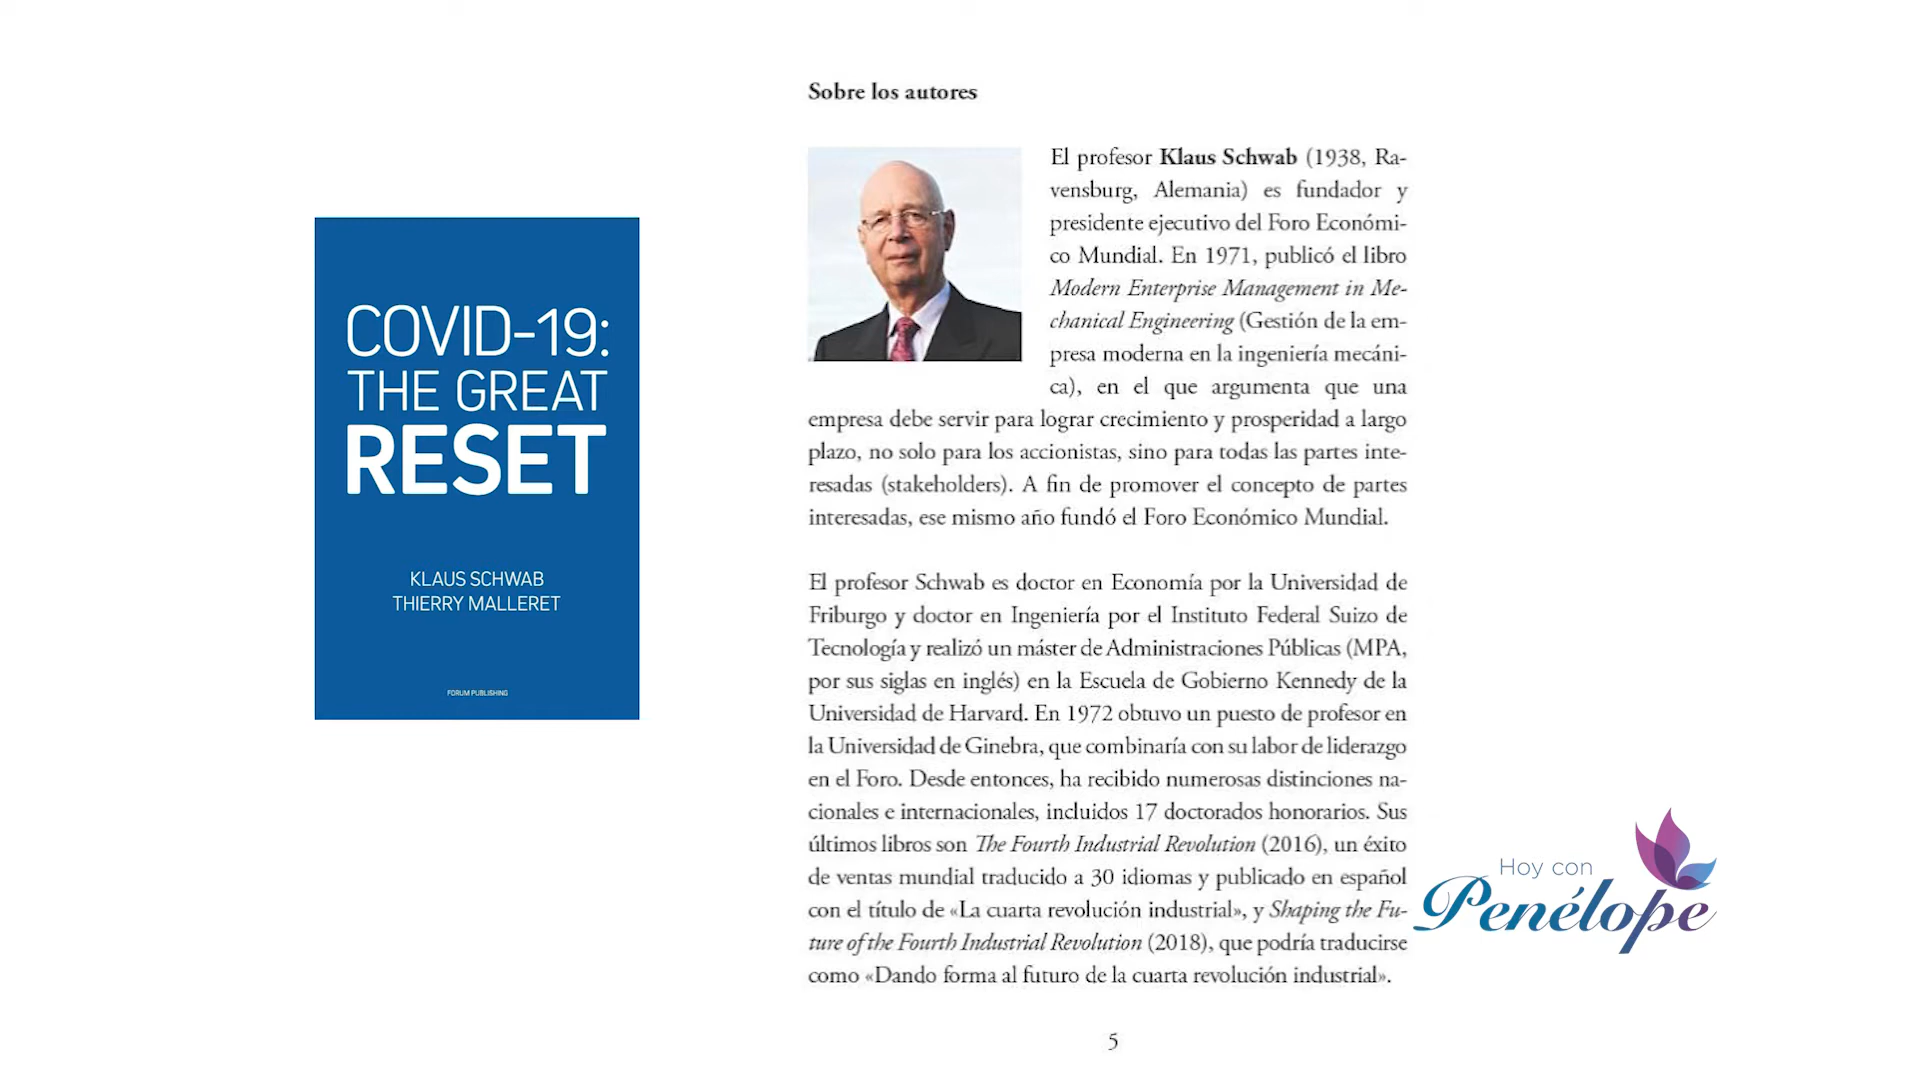 COVID-19:
THE GREAT
RESET
KLAUS SCHWAB
THIERRY MALLERET
FORUM PUBLISHING
Sobre los autores
El profesor Klaus Schwab (1938, Ra-
vensburg, Alemania) es fundador y
presidente ejecutivo del Foro Económi-
co Mundial. En 1971, publicó el libro
Modern Enterprise Management in Me-
chanical Engineering (Gestión de la em-
presa moderna en la ingeniería mecáni-
ca), en el que argumenta que una
empresa debe servir para lograr crecimiento y prosperidad a largo
plazo, no solo para los accionistas, sino para todas las partes inte-
resadas (stakeholders). A fin de promover el concepto de partes
interesadas, ese mismo año fundó el Foro Económico Mundial.
El profesor Schwab es doctor en Economía por la Universidad de
Friburgo y doctor en Ingeniería por el Instituto Federal Suizo de
Tecnología y realizó un máster de Administraciones Públicas (MPA,
por sus siglas en inglés) en la Escuela de Gobierno Kennedy de la
Universidad de Harvard. En 1972 obtuvo un puesto de profesor en
la Universidad de Ginebra, que combinaría con su labor de liderazgo
en el Foro. Desde entonces, ha recibido numerosas distinciones na-
cionales e internacionales, incluidos 17 doctorados honorarios. Sus
últimos libros son The Fourth Industrial Revolution (2016), un éxito
de ventas mundial traducido a 30 idiomas y publicado en español
con el título de «La cuarta revolución industrial», y Shaping the Fu-
ture of the Fourth Industrial Revolution (2018), que podría traducirse
como «Dando forma al futuro de la cuarta revolución industrial».
5
Hoy con
Penélope